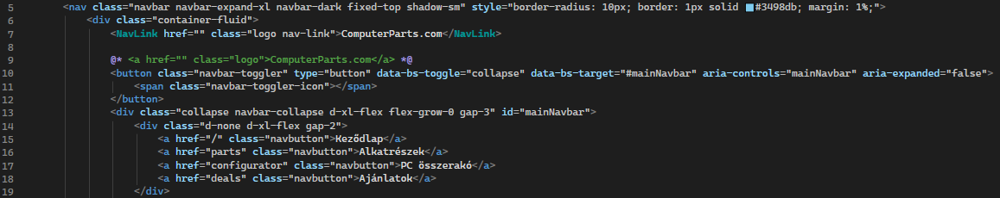 5 <nav class="navbar navbar-expand-xl navbar-dark fixed-top shadow-sm" style="border-radius: 10px; border: 1px solid #3498db; margin: 1%;">
6 <div class="container-fluid">
7 <NavLink href="" class="logo nav-link">ComputerParts.com</NavLink>
8
9 @* <a href="" class="logo">ComputerParts.com</a> *@
10 <button class="navbar-toggler" type="button" data-bs-toggle="collapse" data-bs-target="#mainNavbar" aria-controls="mainNavbar" aria-expanded="false">
11 <span class="navbar-toggler-icon"></span>
12 </button>
13 <div class="collapse navbar-collapse d-xl-flex flex-grow-0 gap-3" id="mainNavbar">
14 <div class="d-none d-xl-flex gap-2">
15 <a href="/" class="navbutton">Keződlap</a>
16 <a href="parts" class="navbutton">Alkatrészek</a>
17 <a href="configurator" class="navbutton">PC összerakó</a>
18 <a href="deals" class="navbutton">Ajánlatok</a>
19 </div>